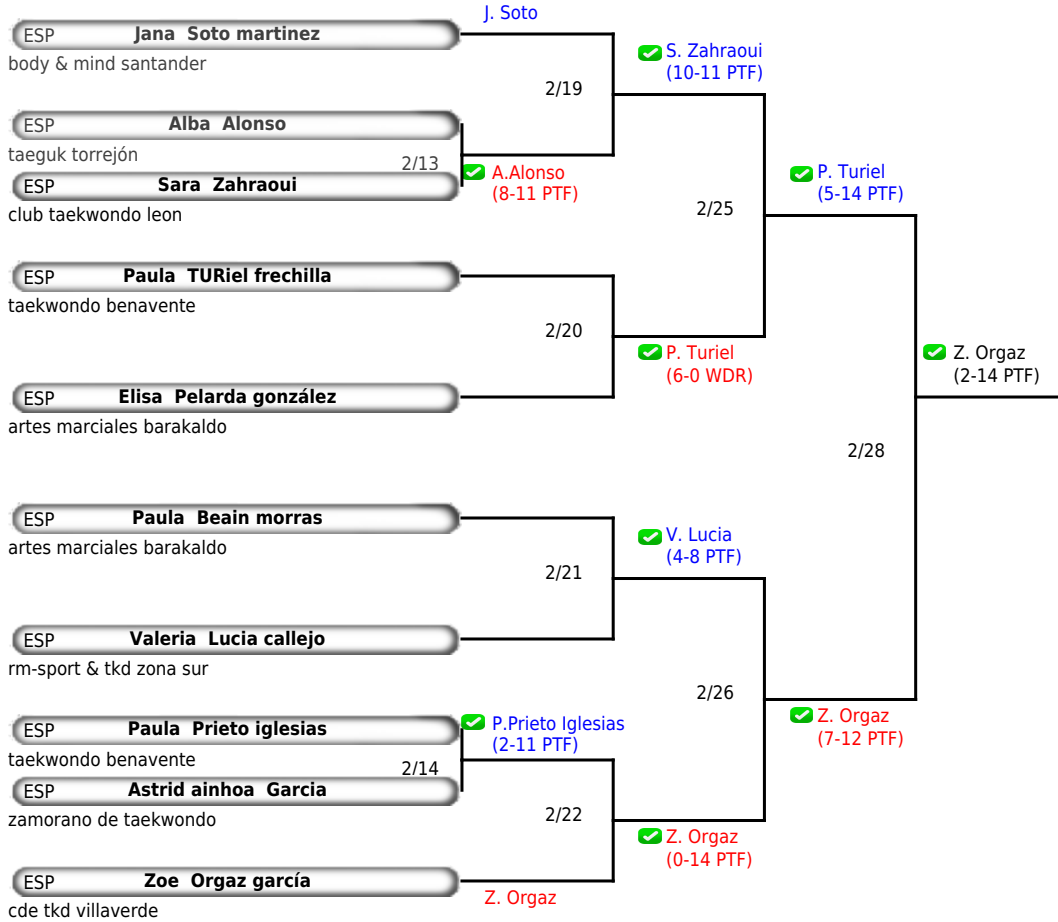 J. Soto
ESP Jana Soto martinez
body & mind santander
S. Zahraoui
(10-11 PTF)
2/19
ESP Alba Alonso
taeguk torrejón
2/13
A.Alonso
(8-11 PTF)
ESP Sara Zahraoui
club taekwondo leon
P. Turiel
(5-14 PTF)
2/25
ESP Paula TURiel frechilla
taekwondo benavente
2/20
P. Turiel
(6-0 WDR)
Z. Orgaz
(2-14 PTF)
ESP Elisa Pelarda gonzález
artes marciales barakaldo
2/28
ESP Paula Beain morras
artes marciales barakaldo
V. Lucia
(4-8 PTF)
2/21
ESP Valeria Lucia callejo
rm-sport & tkd zona sur
2/26
Z. Orgaz
(7-12 PTF)
ESP Paula Prieto iglesias
taekwondo benavente
P.Prieto Iglesias
(2-11 PTF)
2/14
ESP Astrid ainhoa Garcia
zamorano de taekwondo
2/22
Z. Orgaz
(0-14 PTF)
ESP Zoe Orgaz garcía
cde tkd villaverde
Z. Orgaz